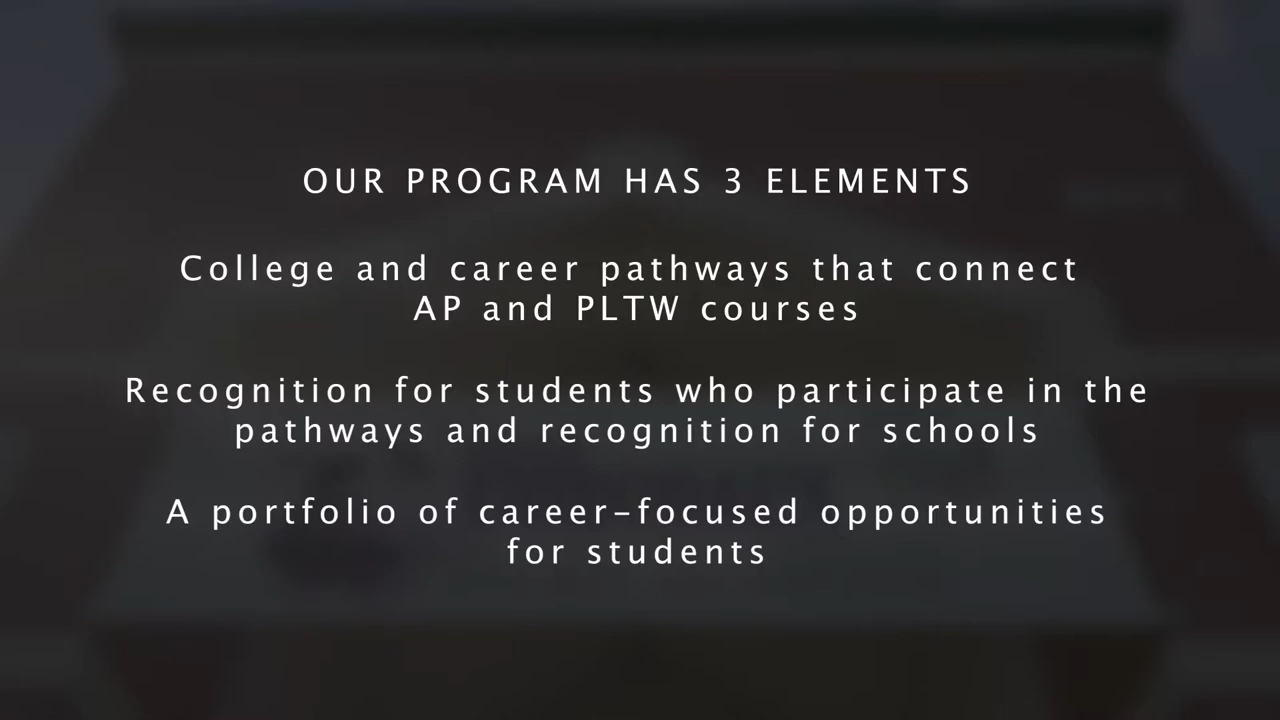 OUR PROGRAM HAS 3 ELEMENTS
College and career pathways that connect
AP and PLTW courses
Recognition for students who participate in the
pathways and recognition for schools
A portfolio of career-focused opportunities
for students